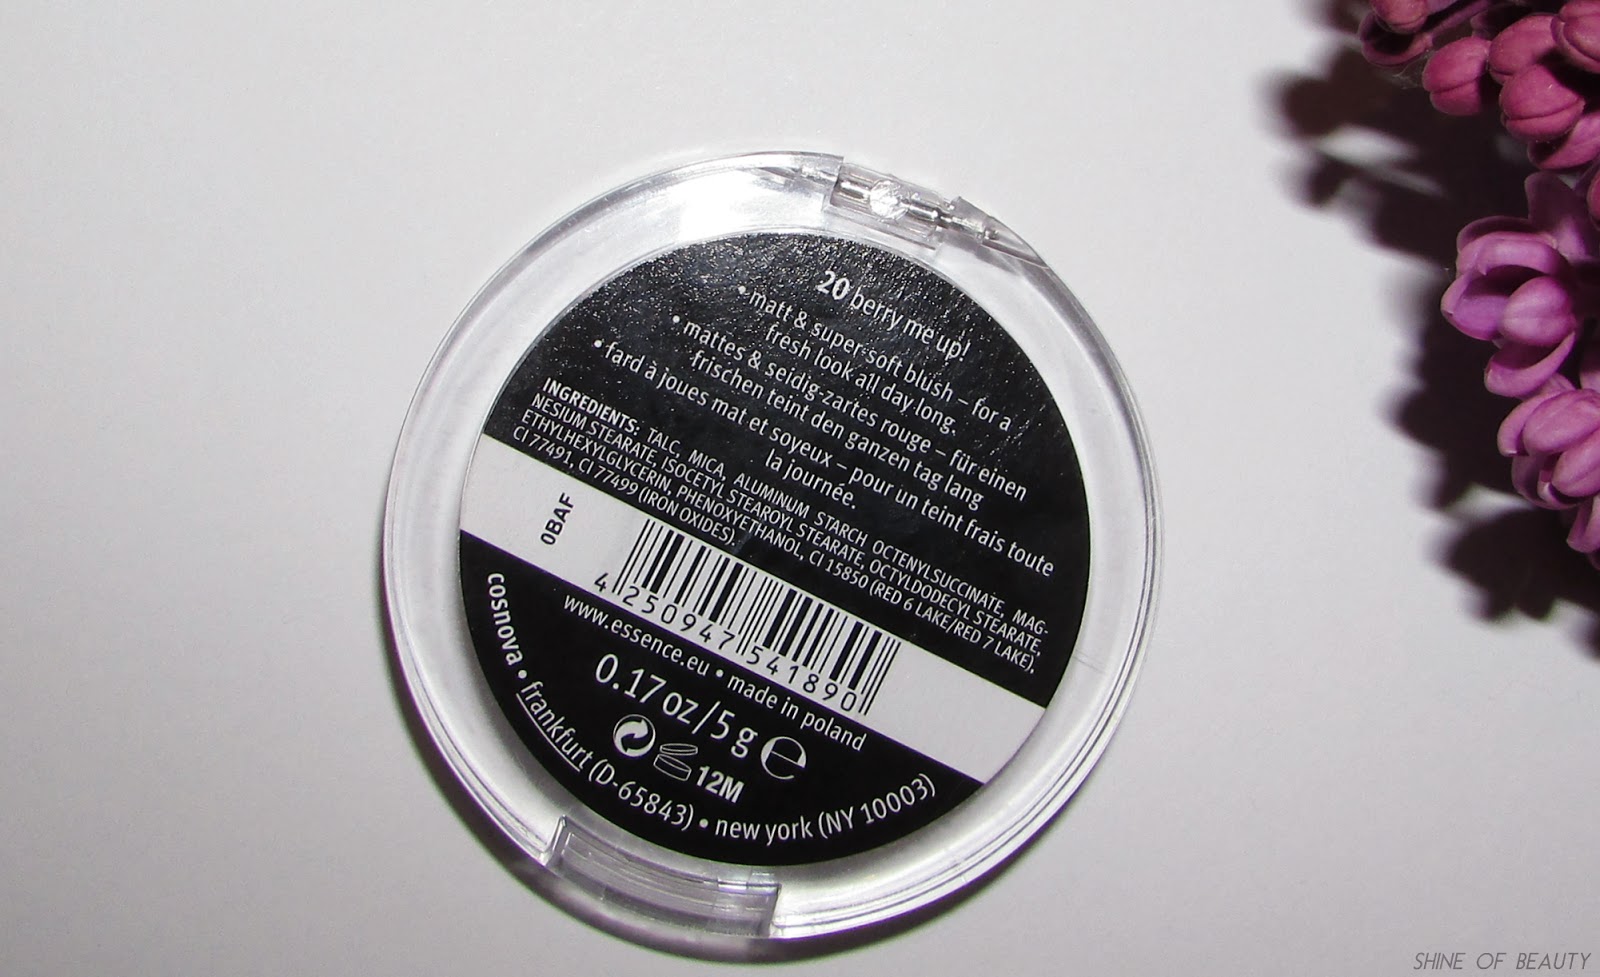 20 berry me up!
• matt & super-soft blush – for a
fresh look all day long.
• mattes & seidig-zartes rouge – für einen
frischen teint den ganzen tag lang
• fard à joues mat et soyeux – pour un teint frais toute
la journée.
INGREDIENTS: TALC, MICA, ALUMINUM STARCH OCTENYLSUCCINATE, MAG-
NESIUM STEARATE, ISOCETYL STEAROYL STEARATE, OCTYLDODECYL STEARATE,
ETHYLHEXYLGLYCERIN, PHENOXYETHANOL, CI 15850 (RED 6 LAKE/RED 7 LAKE),
CI 77491, CI 77499 (IRON OXIDES).
0BAF
4 250947 541890
www.essence.eu • made in poland
0.17 oz/5 g ℮
12M
cosnova • frankfurt (D-65843) • new york (NY 10003)
SHINE OF BEAUTY